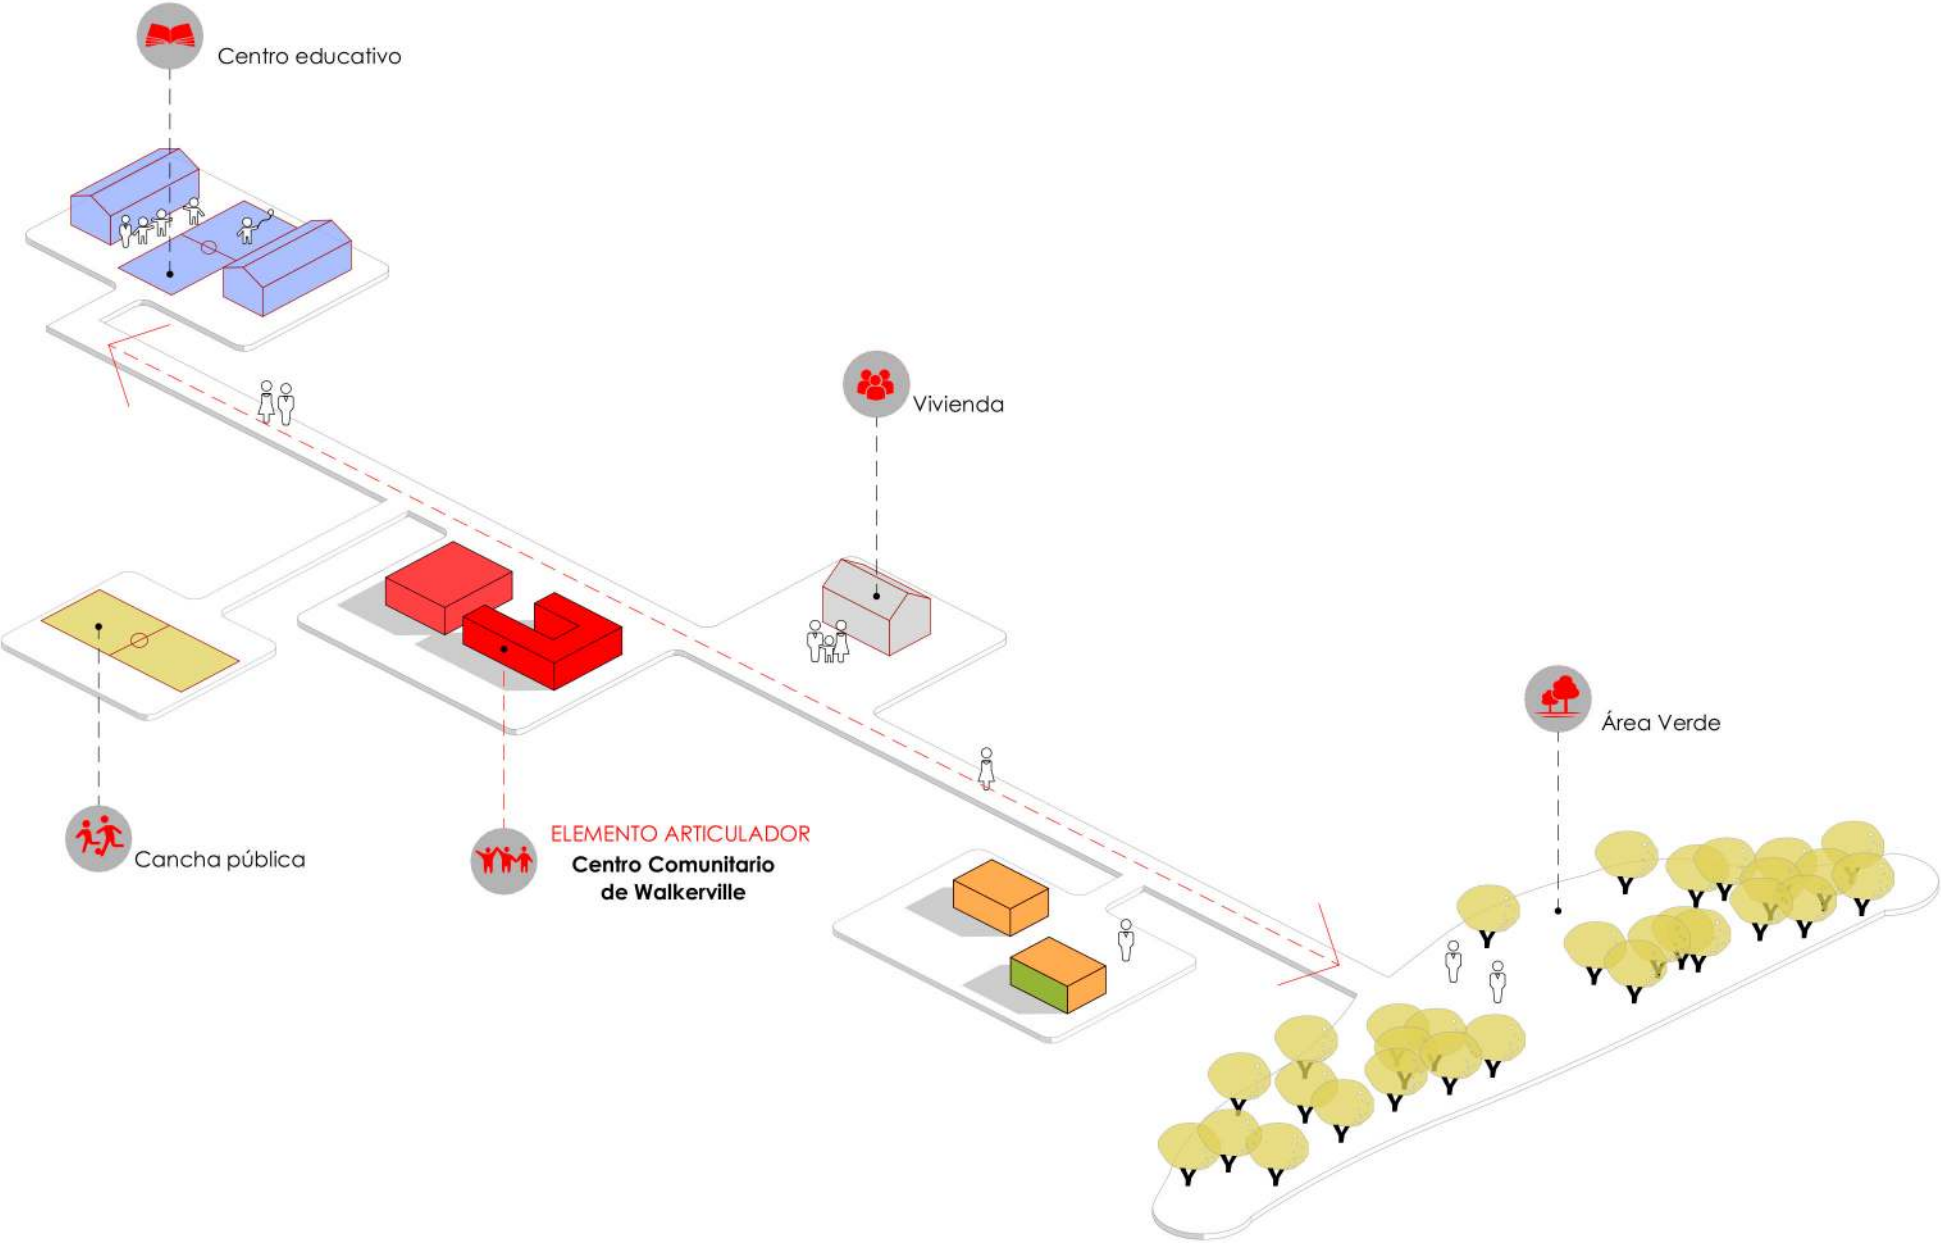 Centro educativo
Vivienda
Área Verde
Cancha pública
ELEMENTO ARTICULADOR
Centro Comunitario
de Walkerville